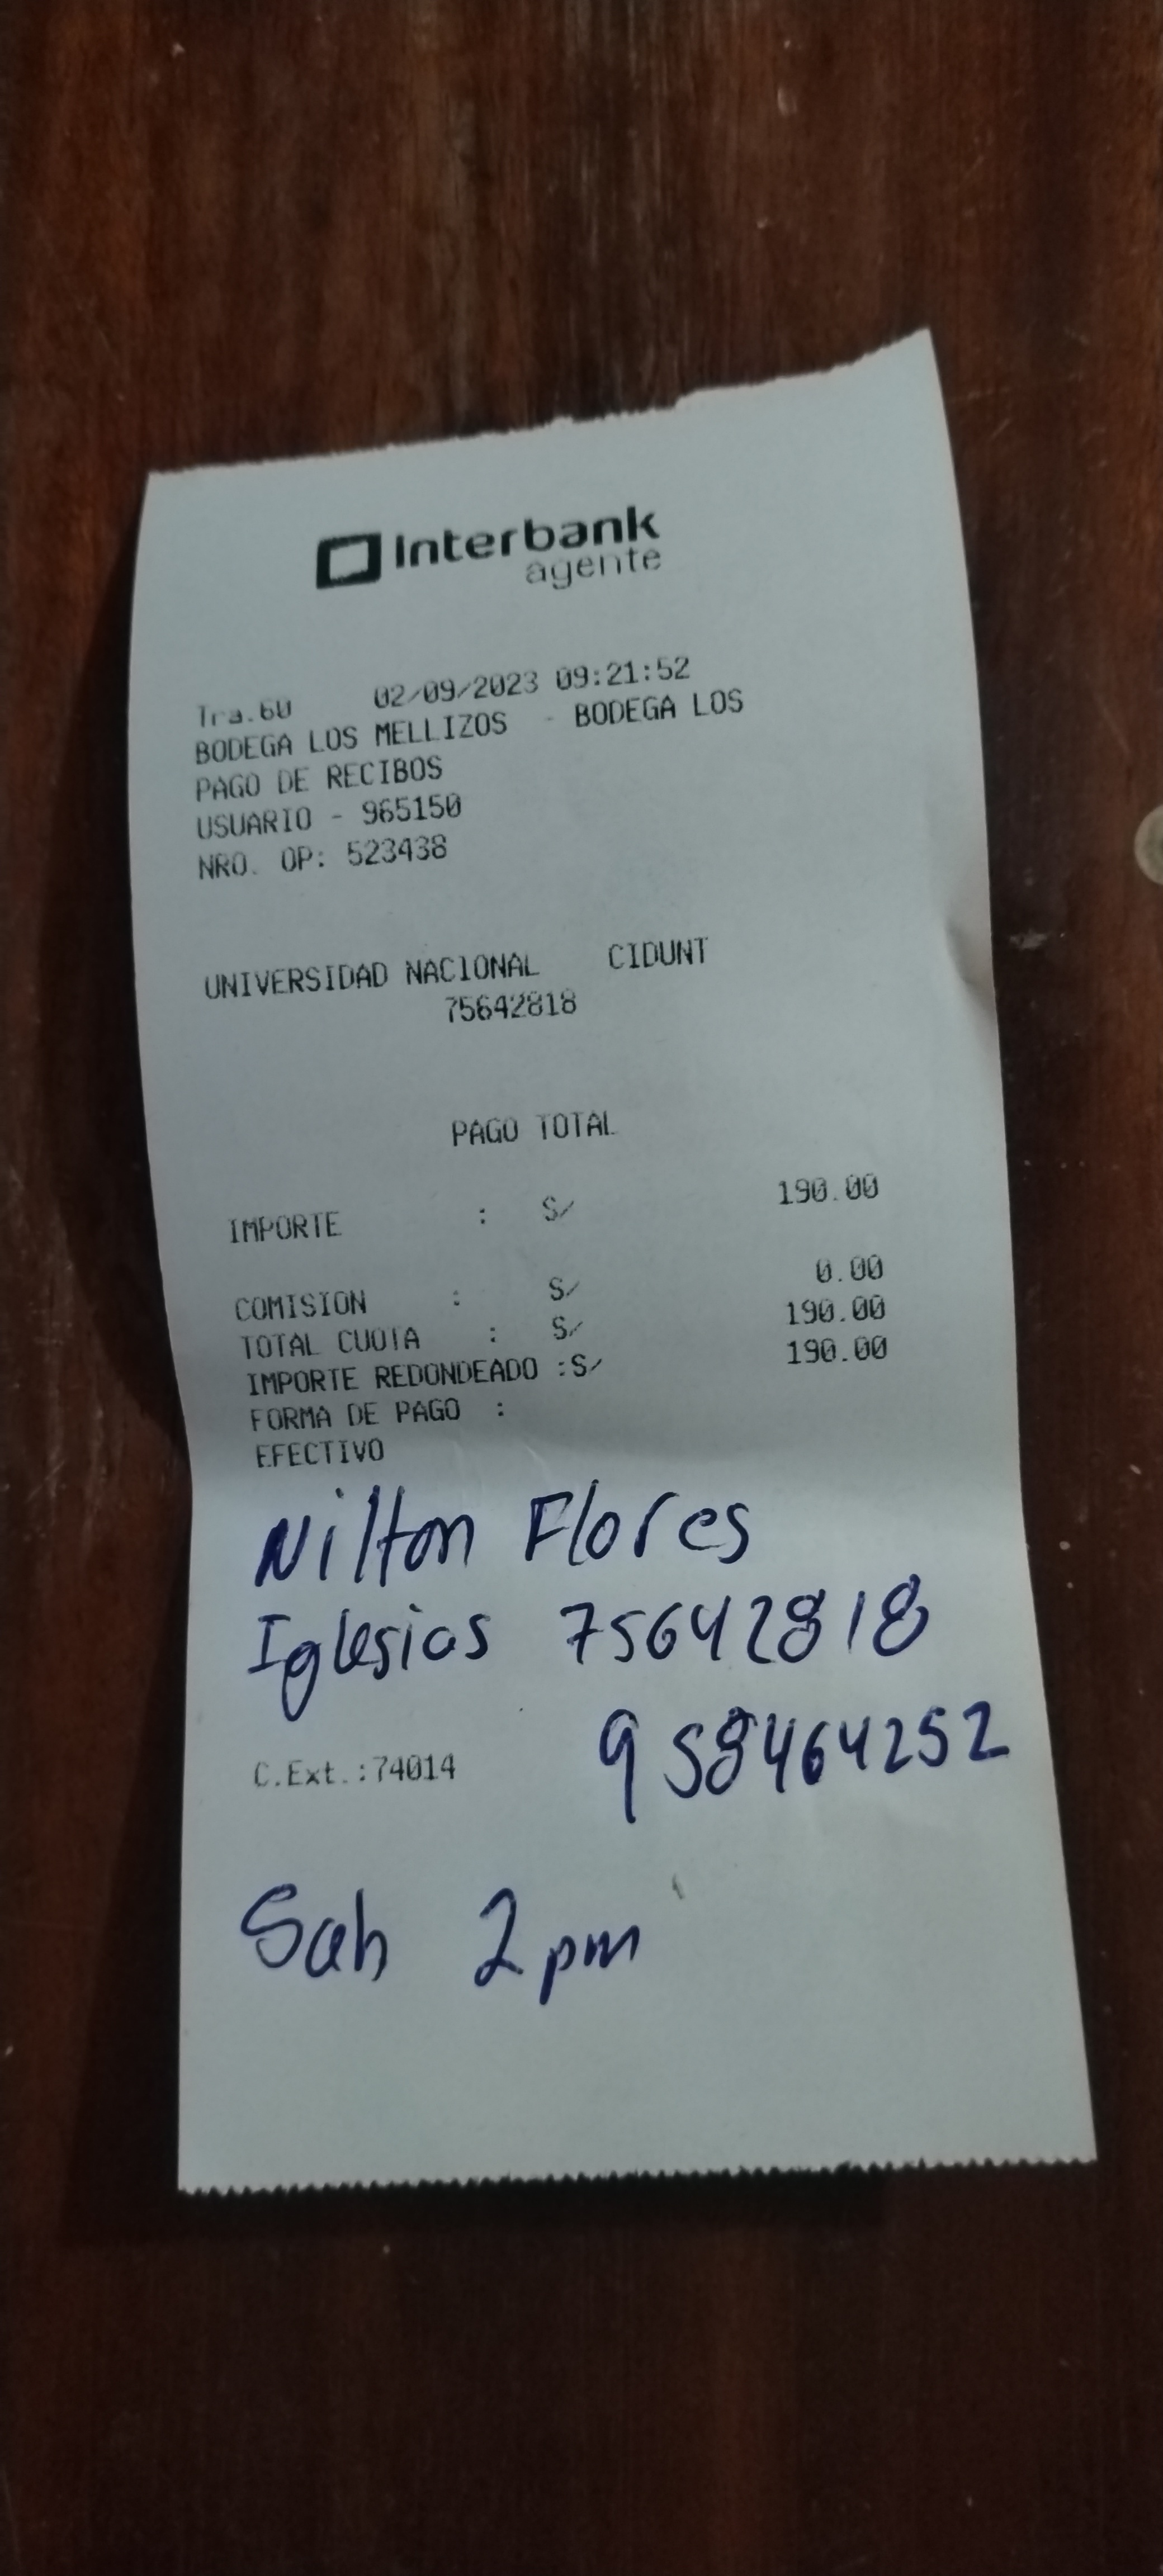 Interbank
agente
Tra.60 02/09/2023 09:21:52
BODEGA LOS MELLIZOS - BODEGA LOS
PAGO DE RECIBOS
USUARIO - 965150
NRO. OP: 523438
UNIVERSIDAD NACIONAL CIDUNT
75642818
PAGO TOTAL
IMPORTE : S/ 190.00
COMISION : S/ 0.00
TOTAL CUOTA : S/ 190.00
IMPORTE REDONDEADO :S/ 190.00
FORMA DE PAGO :
EFECTIVO
Nilton Flores
Iglesias 75642818
958464252
C.Ext.:74014
Sab 2pm